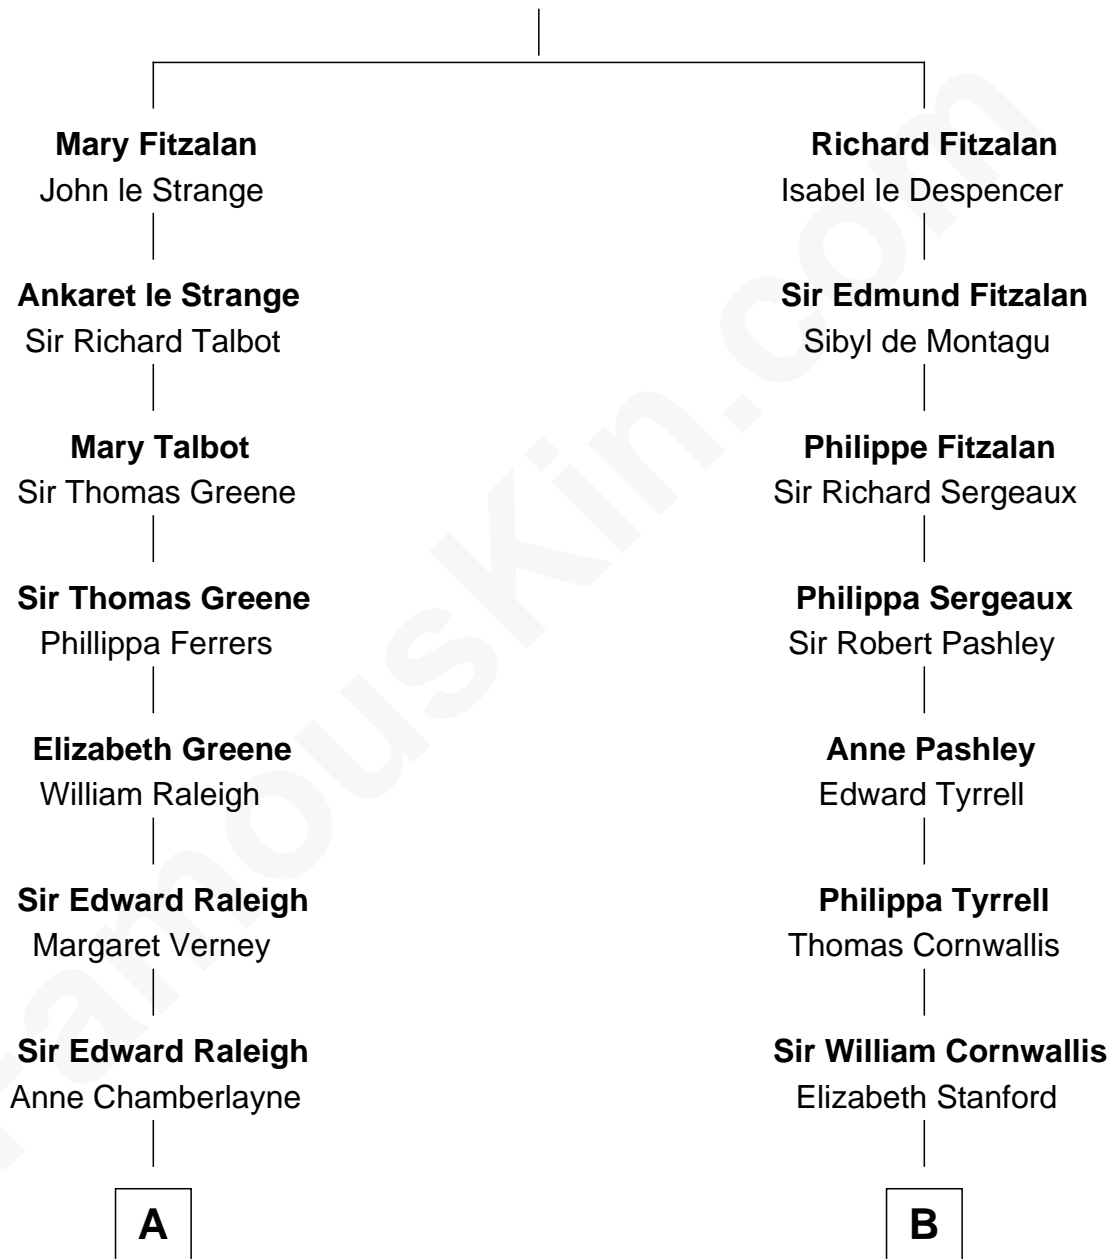 Mary Fitzalan
John le Strange
Ankaret le Strange
Sir Richard Talbot
Mary Talbot
Sir Thomas Greene
Sir Thomas Greene
Phillippa Ferrers
Elizabeth Greene
William Raleigh
Sir Edward Raleigh
Margaret Verney
Sir Edward Raleigh
Anne Chamberlayne
A
Richard Fitzalan
Isabel le Despencer
Sir Edmund Fitzalan
Sibyl de Montagu
Philippe Fitzalan
Sir Richard Sergeaux
Philippa Sergeaux
Sir Robert Pashley
Anne Pashley
Edward Tyrrell
Philippa Tyrrell
Thomas Cornwallis
Sir William Cornwallis
Elizabeth Stanford
B
FamousKin.com